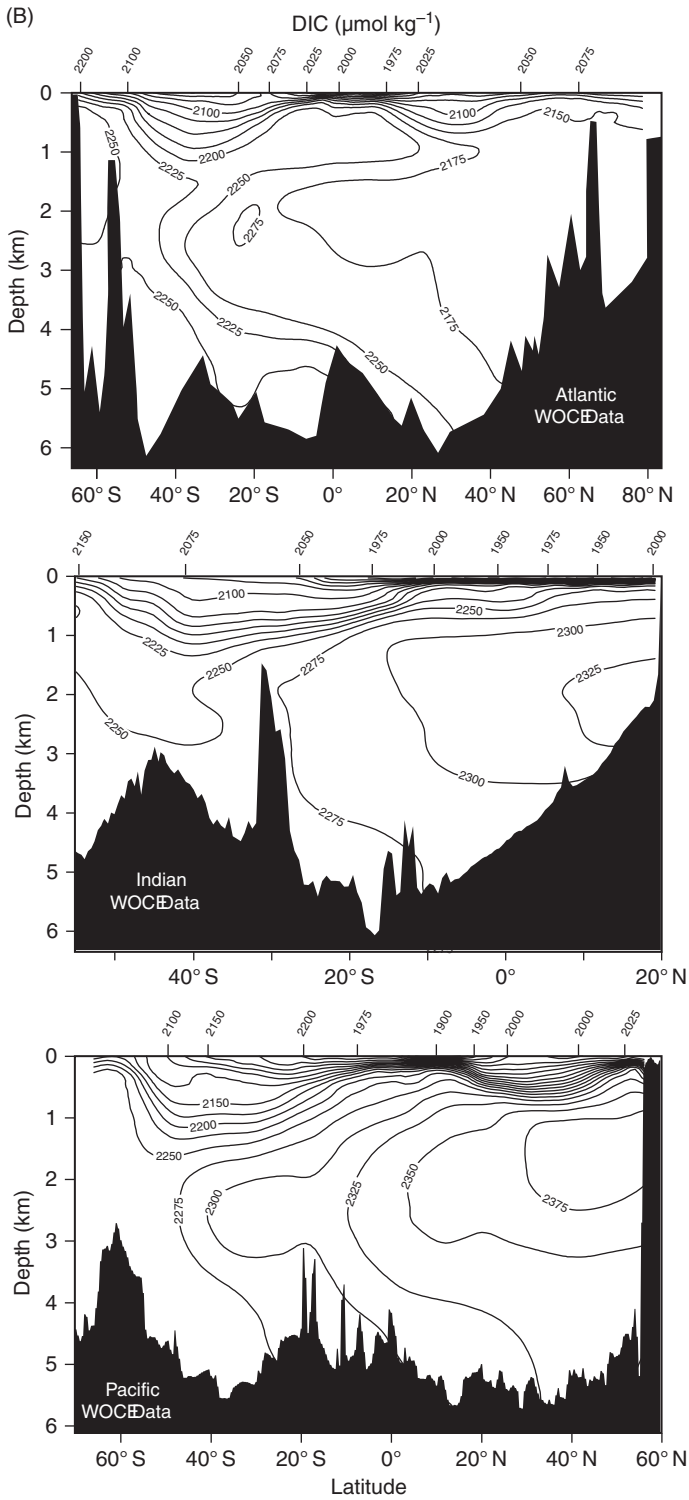 (B)
DIC (µmol kg⁻¹)
2200 2100 2050 2075 2025 2000 1975 2025 2050 2075
0
2100 2100 2150
2250 2200
1 2225 2175
2250
2
2275
3
2250
4 2225 2175
2250
5
6
Depth (km)
Atlantic
WOCE Data
60° S 40° S 20° S 0° 20° N 40° N 60° N 80° N
2150 2075 2050 1975 2000 1950 1975 1950 2000
0
2100 2250
1 2225 2300
2250 2275
2 2325
2250
3 2300
4 2275
5
6
Depth (km)
Indian
WOCE Data
40° S 20° S 0° 20° N
2100 2150 2200 1975 1900 1950 2000 2000 2025
0
2150
1 2200
2250
2 2275 2300 2325 2350 2375
3
4
5
6
Depth (km)
Pacific
WOCE Data
60° S 40° S 20° S 0° 20° N 40° N 60° N
Latitude